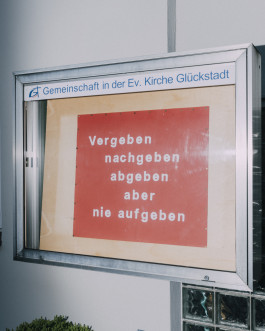 Gemeinschaft in der Ev. Kirche Glückstadt
Vergeben
nachgeben
abgeben
aber
nie aufgeben